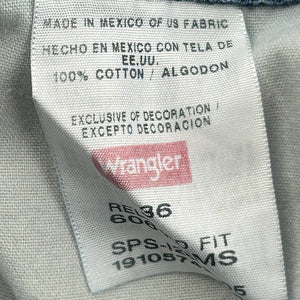 MADE IN MEXICO OF US FABRIC
HECHO EN MEXICO CON TELA DE
EE.UU.
100% COTTON / ALGODON
EXCLUSIVE OF DECORATION /
EXCEPTO DECORACION
Wrangler
36
FIT
MS